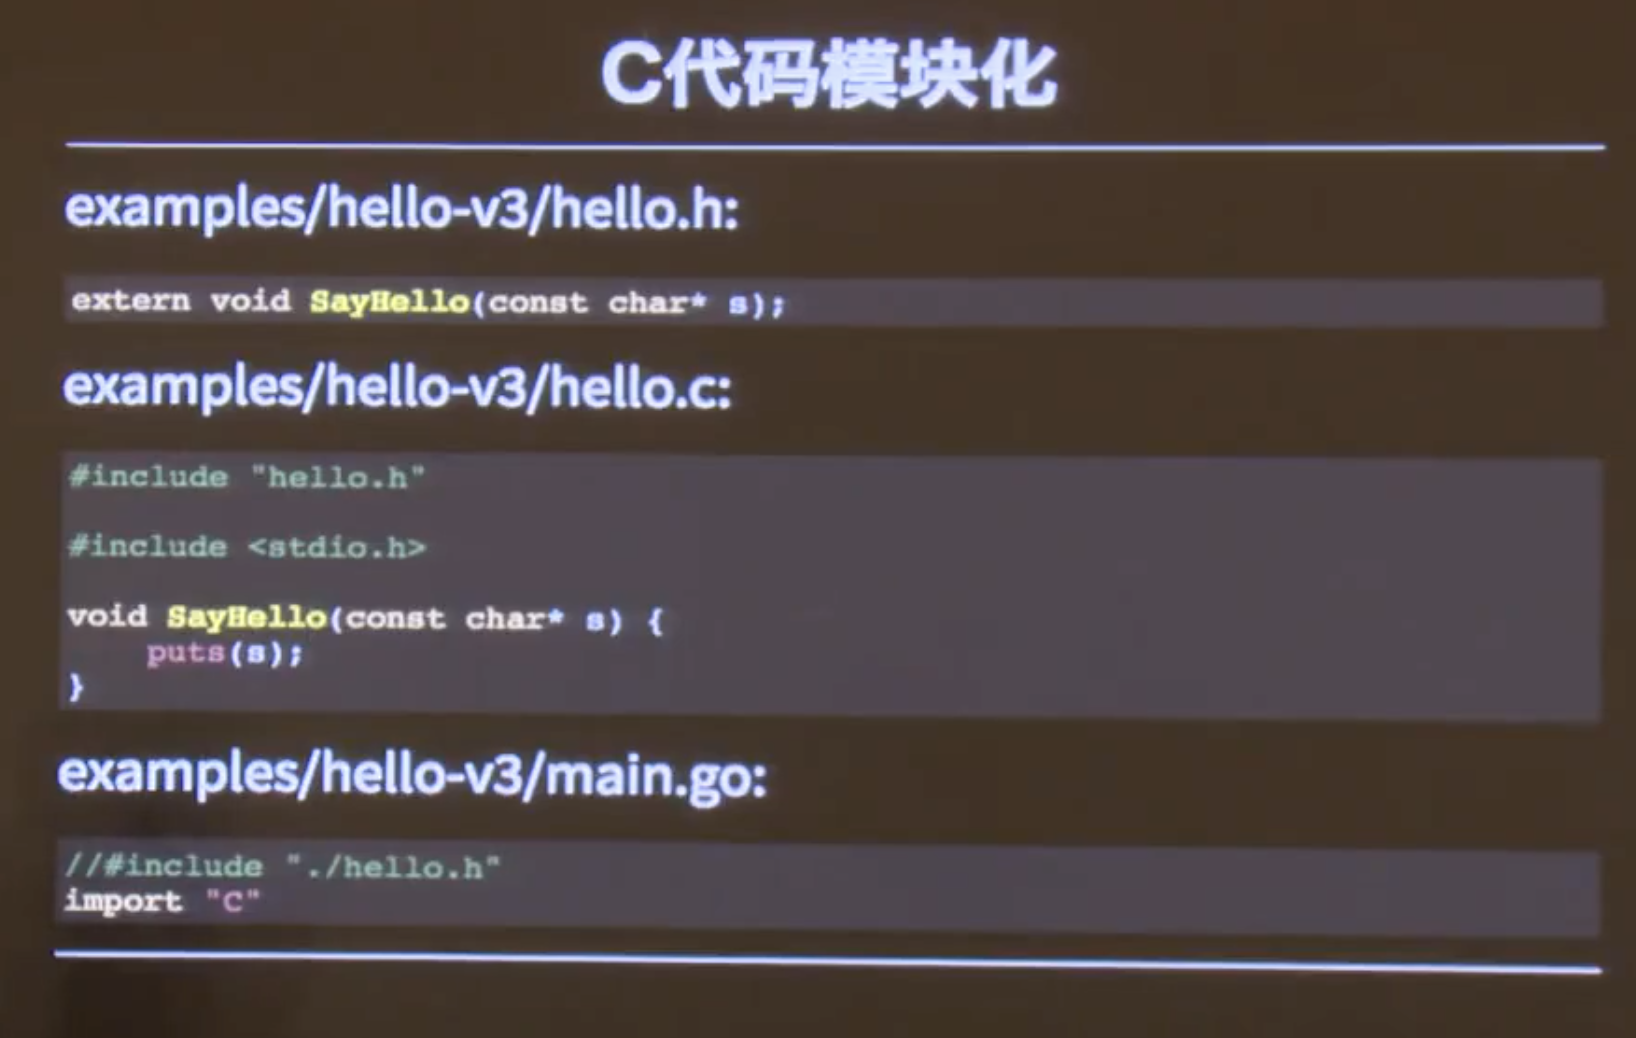 C代码模块化
examples/hello-v3/hello.h:
extern void SayHello(const char* s);
examples/hello-v3/hello.c:
#include "hello.h"
#include <stdio.h>
void SayHello(const char* s) {
    puts(s);
}
examples/hello-v3/main.go:
//#include "./hello.h"
import "C"